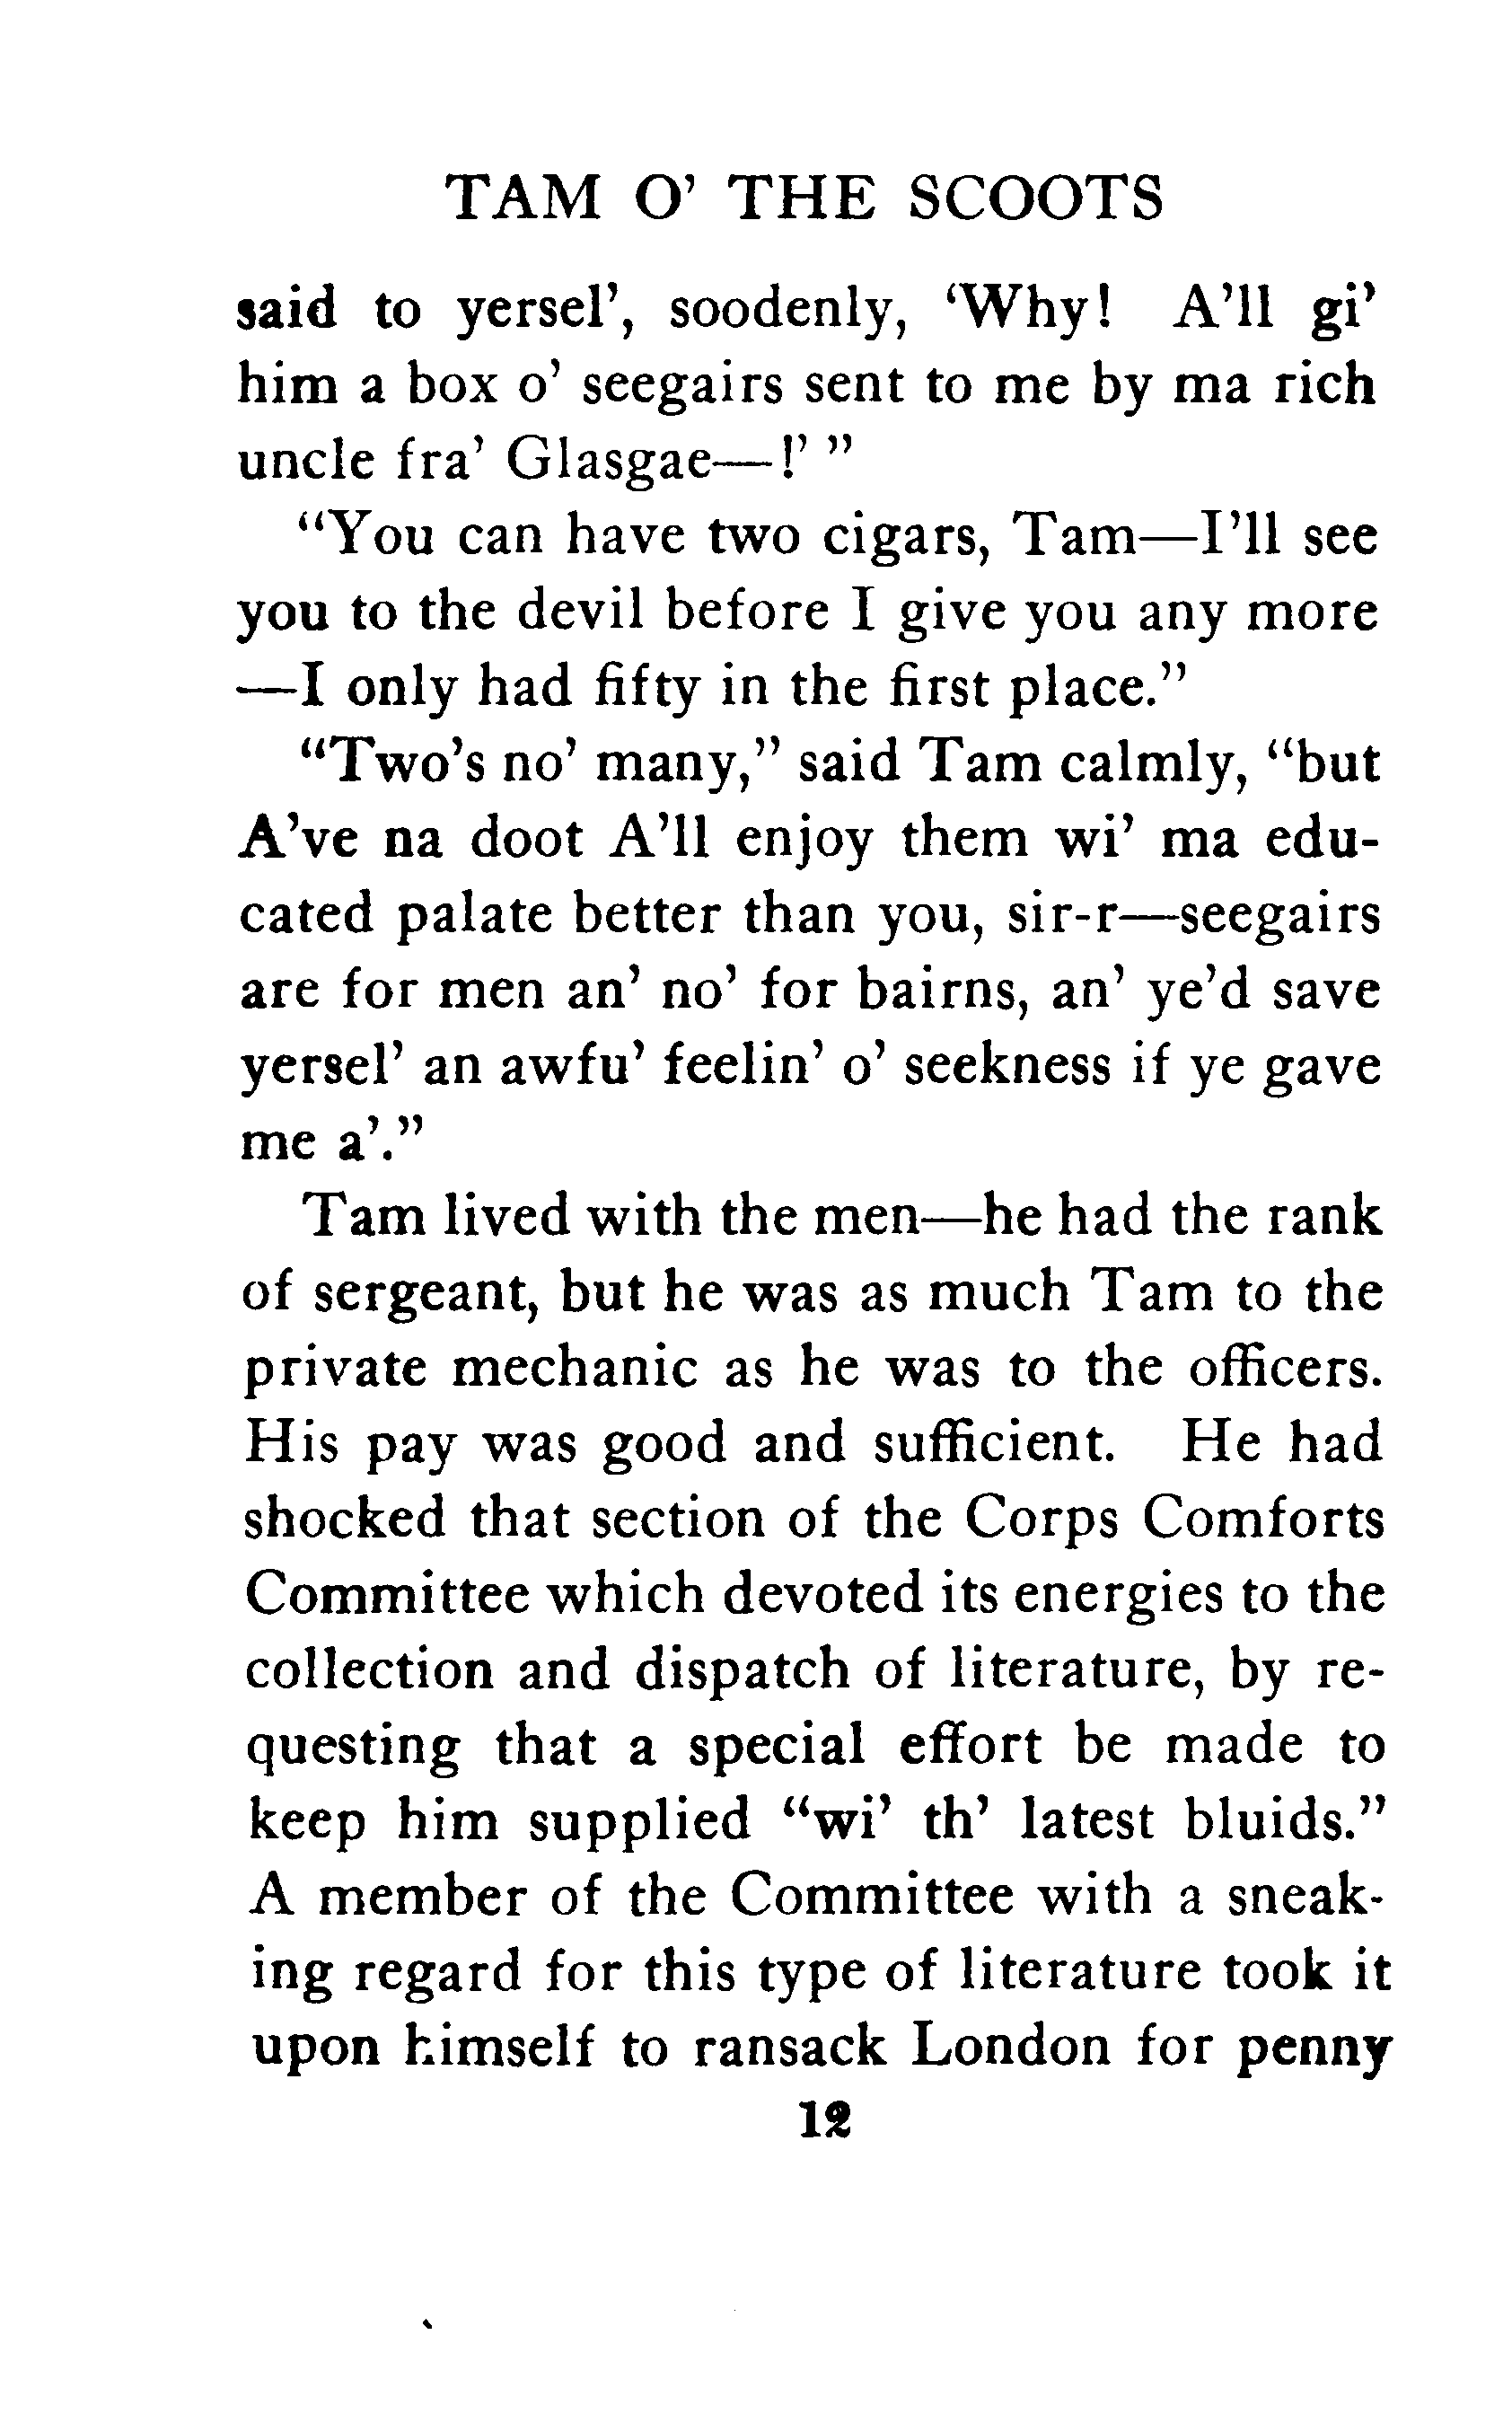 TAM O’ THE SCOOTS
said to yersel’, soodenly, ‘Why! A’ll gi’
him a box o’ seegairs sent to me by ma rich
uncle fra’ Glasgae—!’ ”
“You can have two cigars, Tam—I’ll see
you to the devil before I give you any more
—I only had fifty in the first place.”
“Two’s no’ many,” said Tam calmly, “but
A’ve na doot A’ll enjoy them wi’ ma edu-
cated palate better than you, sir-r—seegairs
are for men an’ no’ for bairns, an’ ye’d save
yersel’ an awfu’ feelin’ o’ seekness if ye gave
me a’.”
Tam lived with the men—he had the rank
of sergeant, but he was as much Tam to the
private mechanic as he was to the officers.
His pay was good and sufficient. He had
shocked that section of the Corps Comforts
Committee which devoted its energies to the
collection and dispatch of literature, by re-
questing that a special effort be made to
keep him supplied “wi’ th’ latest bluids.”
A member of the Committee with a sneak-
ing regard for this type of literature took it
upon himself to ransack London for penny
12